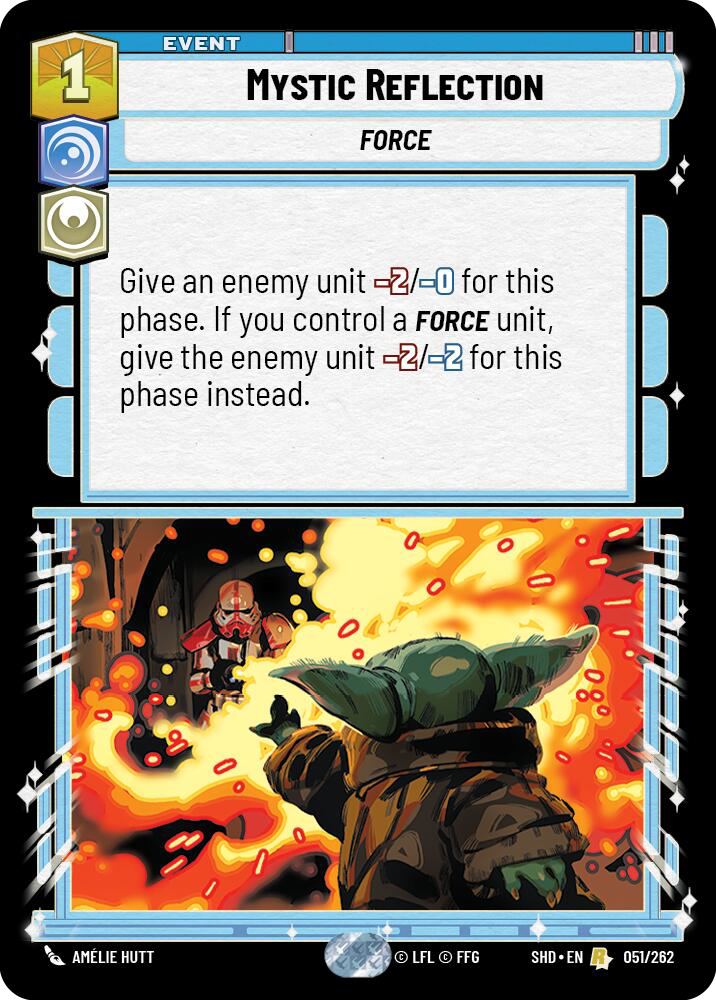 EVENT
1
MYSTIC REFLECTION
FORCE
Give an enemy unit -2/-0 for this
phase. If you control a FORCE unit,
give the enemy unit -2/-2 for this
phase instead.
AMÉLIE HUTT © LFL © FFG SHD • EN R 051/262